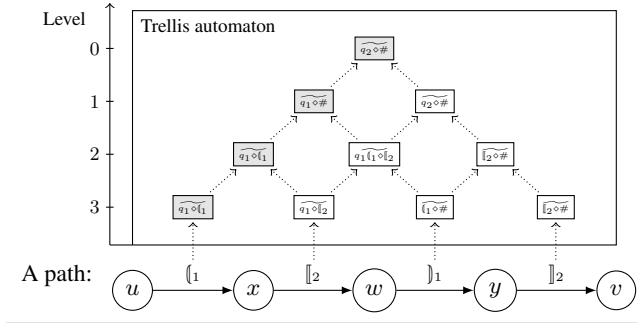 Level
Trellis automaton
0 q₂⋄#
1 q₁⋄# q₂⋄#
2 q₁⋄⦅₁ q₁⦅₁⋄⟧₂ ⟧₂⋄#
3 q₁⋄⦅₁ q₁⋄⟦₂ ⦅₁⋄# ⟧₂⋄#
A path: u ⦅₁ x ⟦₂ w ⦆₁ y ⟧₂ v